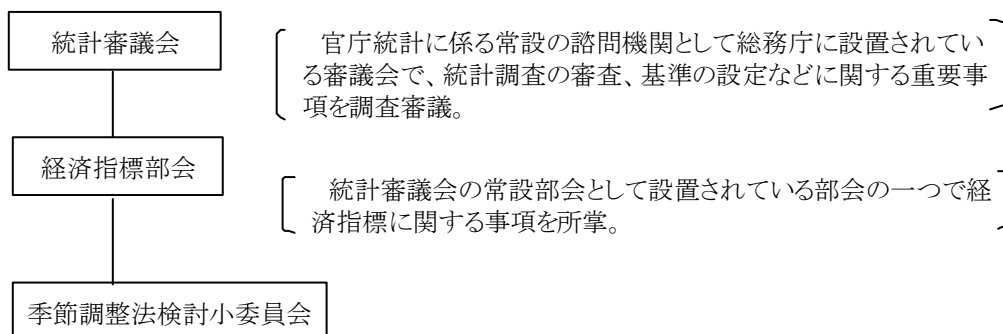 統計審議会
官庁統計に係る常設の諮問機関として総務庁に設置されてい
る審議会で、統計調査の審査、基準の設定などに関する重要事
項を調査審議。
経済指標部会
統計審議会の常設部会として設置されている部会の一つで経
済指標に関する事項を所掌。
季節調整法検討小委員会